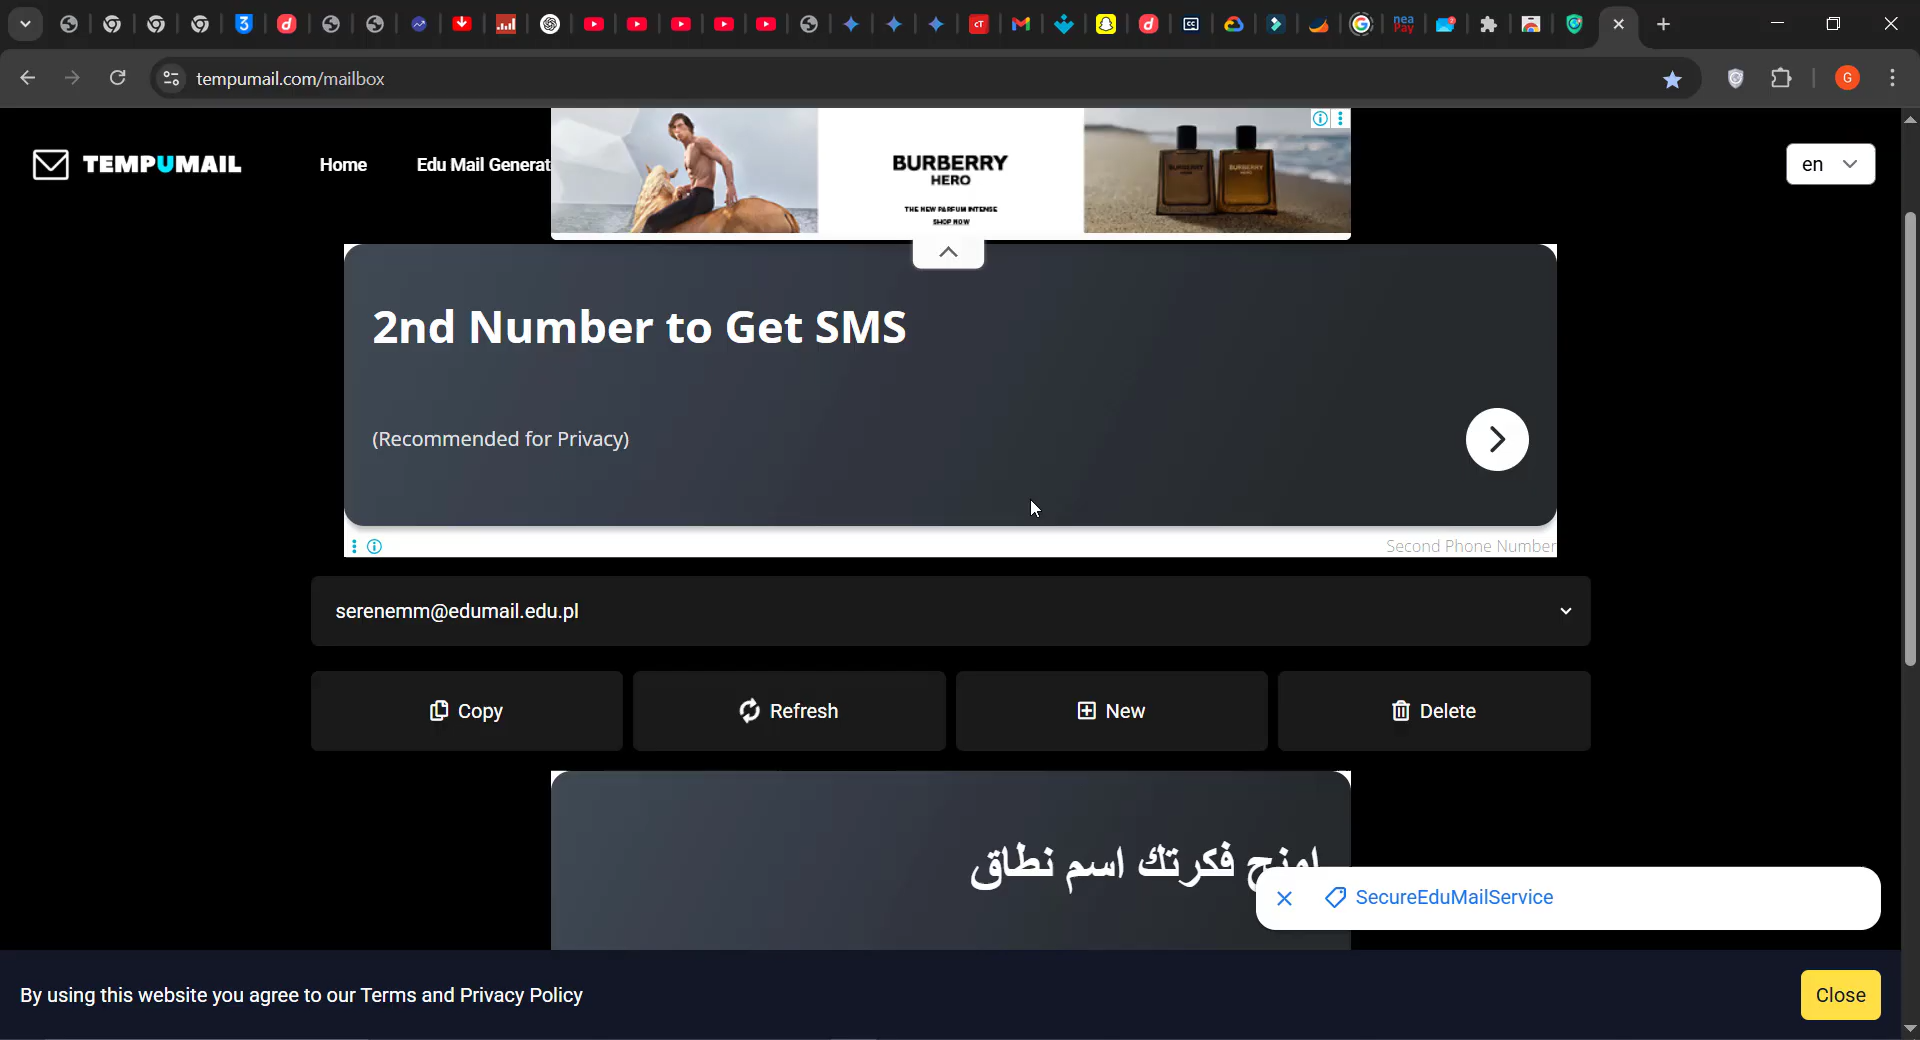 tempumail.com/mailbox
TEMPUMAIL
Home
Edu Mail Generat
BURBERRY
HERO
THE NEW PARFUM INTENSE
SHOP NOW
en
2nd Number to Get SMS
(Recommended for Privacy)
Second Phone Number
serenemm@edumail.edu.pl
Copy
Refresh
New
Delete
امنح فكرتك اسم نطاق
SecureEduMailService
By using this website you agree to our Terms and Privacy Policy
Close